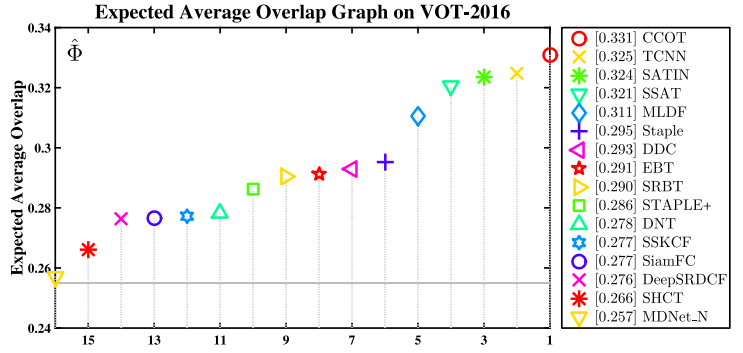 Expected Average Overlap Graph on VOT-2016
Φ̂
Expected Average Overlap
0.34
0.32
0.3
0.28
0.26
0.24
15 13 11 9 7 5 3 1
[0.331] CCOT
[0.325] TCNN
[0.324] SATIN
[0.321] SSAT
[0.311] MLDF
[0.295] Staple
[0.293] DDC
[0.291] EBT
[0.290] SRBT
[0.286] STAPLE+
[0.278] DNT
[0.277] SSKCF
[0.277] SiamFC
[0.276] DeepSRDCF
[0.266] SHCT
[0.257] MDNet_N